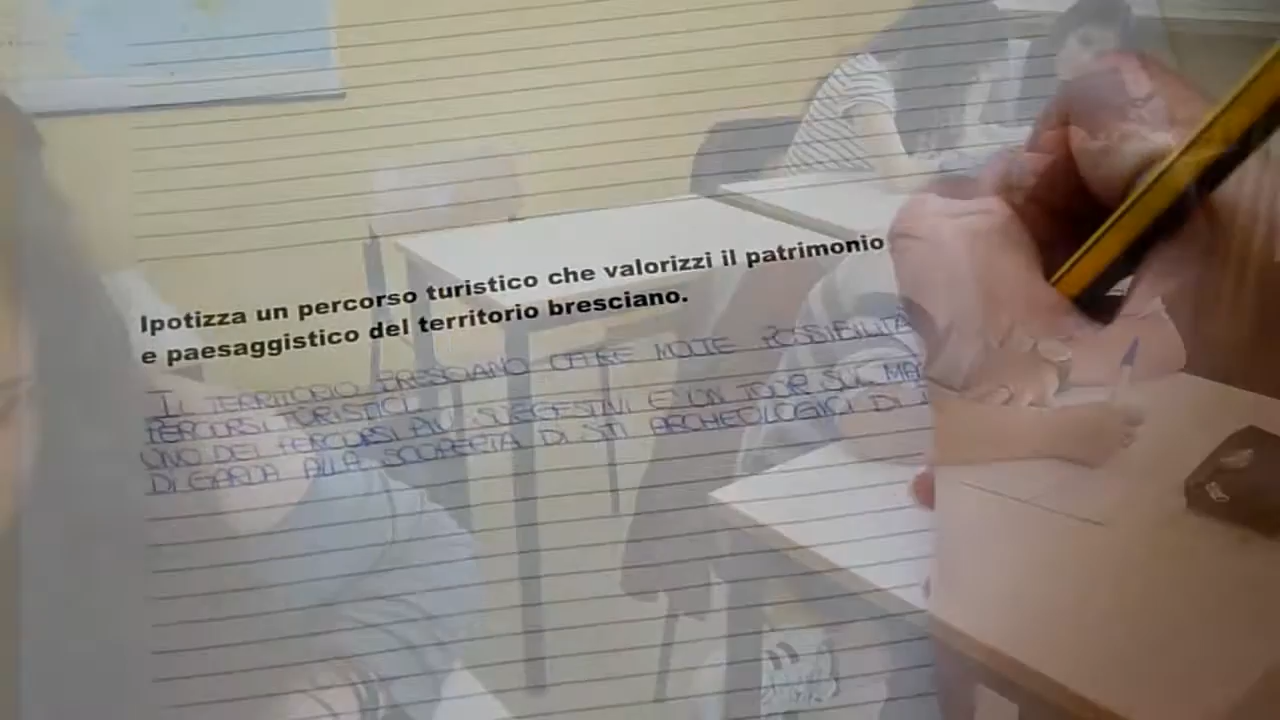 Ipotizza un percorso turistico che valorizzi il patrimonio
e paesaggistico del territorio bresciano.
IL TERRITORIO BRESCIANO OFFRE MOLTE POSSIBILITÀ
PERCORSI TURISTICI.
UNO DEI PERCORSI PIÙ SUGGESTIVI È UN TOUR SUL
DI GARDA ALLA SCOPERTA DI SITI ARCHEOLOGICI DI